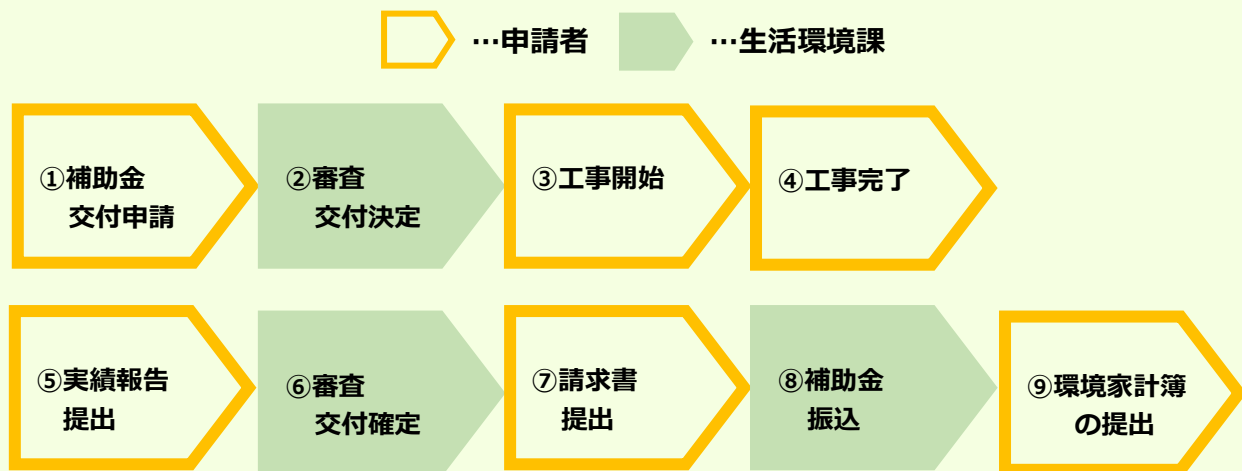 …申請者 …生活環境課
①補助金
交付申請
②審査
交付決定
③工事開始
④工事完了
⑤実績報告
提出
⑥審査
交付確定
⑦請求書
提出
⑧補助金
振込
⑨環境家計簿
の提出